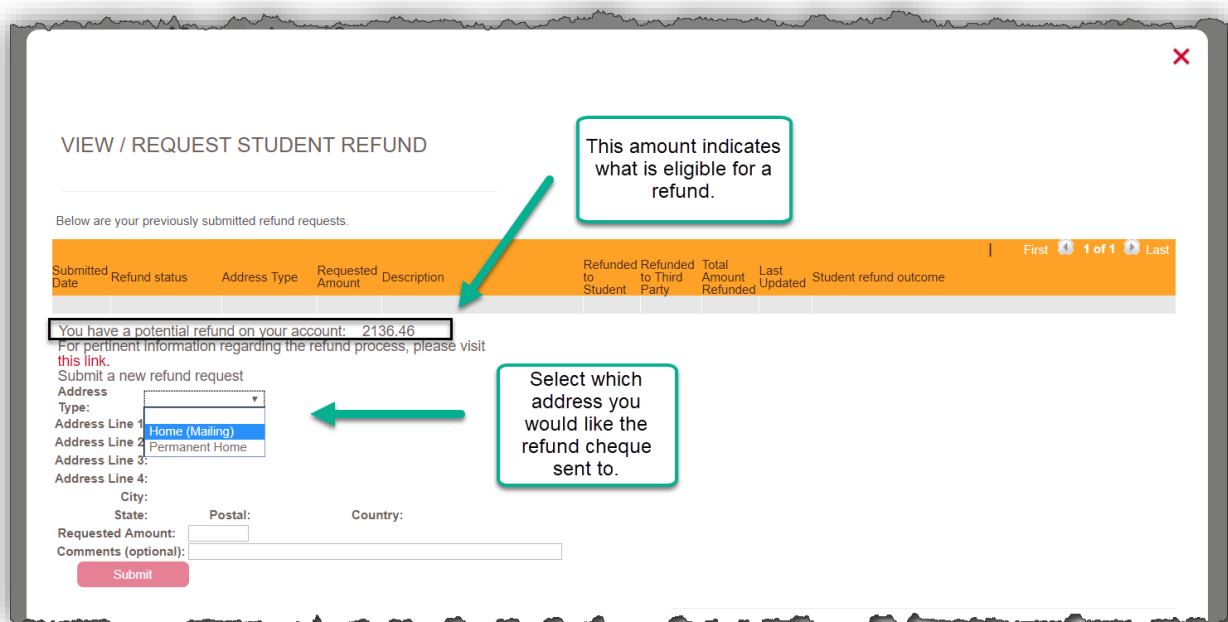 VIEW / REQUEST STUDENT REFUND
This amount indicates
what is eligible for a
refund.
Below are your previously submitted refund requests.
| First 1 of 1 Last
Submitted Date Refund status Address Type Requested Amount Description Refunded to Student Refunded to Third Party Total Amount Refunded Last Updated Student refund outcome
You have a potential refund on your account: 2136.46
For pertinent information regarding the refund process, please visit
this link.
Submit a new refund request
Address
Type:
Address Line 1
Home (Mailing)
Address Line 2
Permanent Home
Address Line 3:
Address Line 4:
City:
State: Postal: Country:
Requested Amount:
Comments (optional):
Submit
Select which
address you
would like the
refund cheque
sent to.